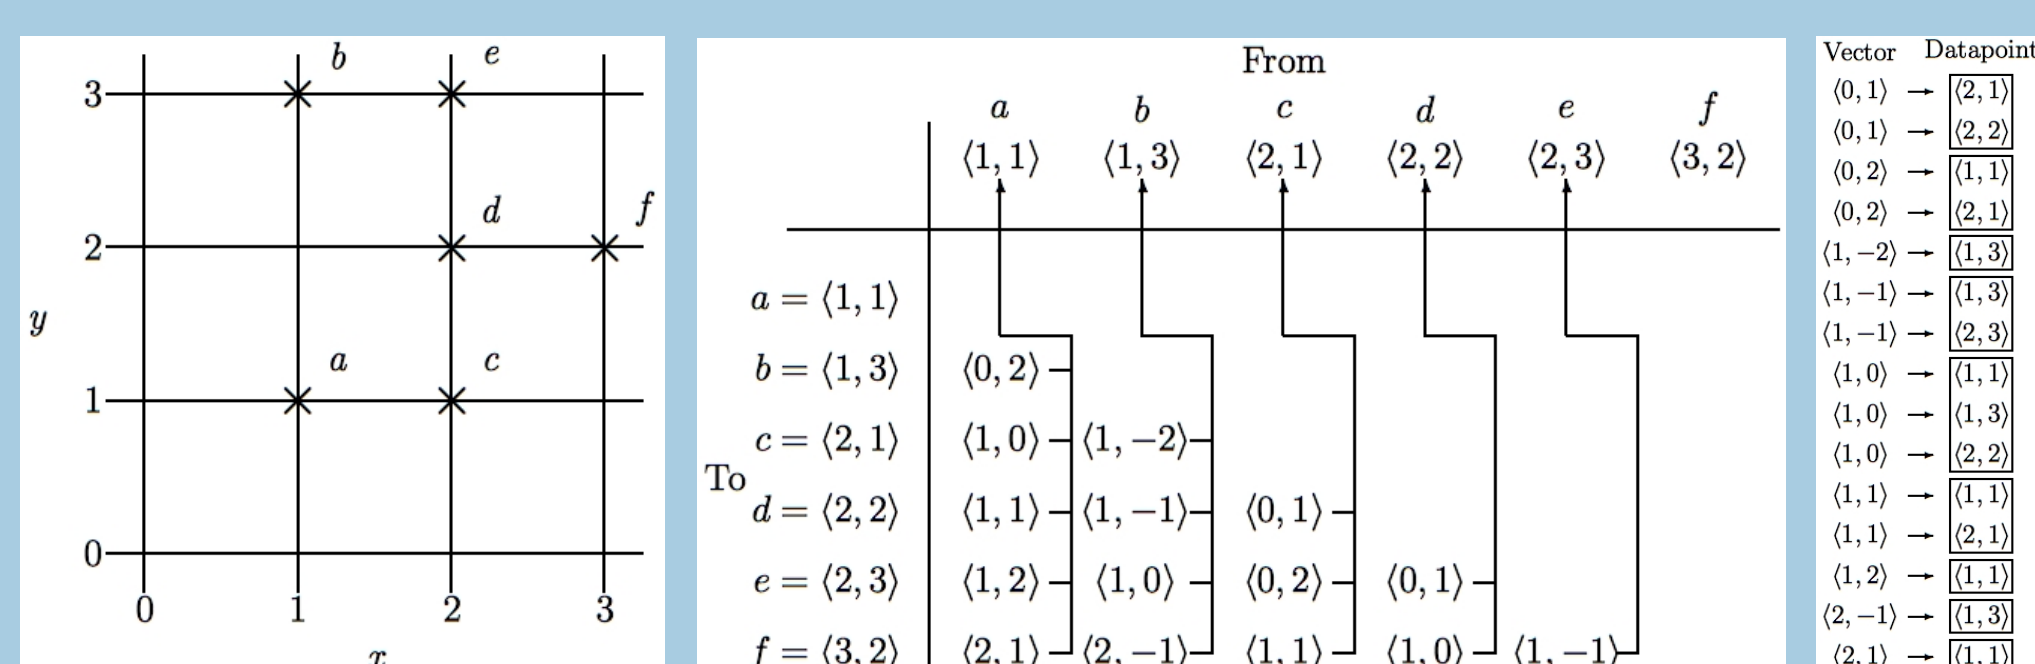 b e
3
d f
2
y
a c
1
0
0 1 2 3
x
From
a b c d e f
⟨1, 1⟩ ⟨1, 3⟩ ⟨2, 1⟩ ⟨2, 2⟩ ⟨2, 3⟩ ⟨3, 2⟩
a = ⟨1, 1⟩
b = ⟨1, 3⟩ ⟨0, 2⟩
c = ⟨2, 1⟩ ⟨1, 0⟩ ⟨1, −2⟩
To
d = ⟨2, 2⟩ ⟨1, 1⟩ ⟨1, −1⟩ ⟨0, 1⟩
e = ⟨2, 3⟩ ⟨1, 2⟩ ⟨1, 0⟩ ⟨0, 2⟩ ⟨0, 1⟩
f = ⟨3, 2⟩ ⟨2, 1⟩ ⟨2, −1⟩ ⟨1, 1⟩ ⟨1, 0⟩ ⟨1, −1⟩
Vector Datapoint
⟨0, 1⟩ → ⟨2, 1⟩
⟨0, 1⟩ → ⟨2, 2⟩
⟨0, 2⟩ → ⟨1, 1⟩
⟨0, 2⟩ → ⟨2, 1⟩
⟨1, −2⟩ → ⟨1, 3⟩
⟨1, −1⟩ → ⟨1, 3⟩
⟨1, −1⟩ → ⟨2, 3⟩
⟨1, 0⟩ → ⟨1, 1⟩
⟨1, 0⟩ → ⟨1, 3⟩
⟨1, 0⟩ → ⟨2, 2⟩
⟨1, 1⟩ → ⟨1, 1⟩
⟨1, 1⟩ → ⟨2, 1⟩
⟨1, 2⟩ → ⟨1, 1⟩
⟨2, −1⟩ → ⟨1, 3⟩
⟨2, 1⟩ → ⟨1, 1⟩